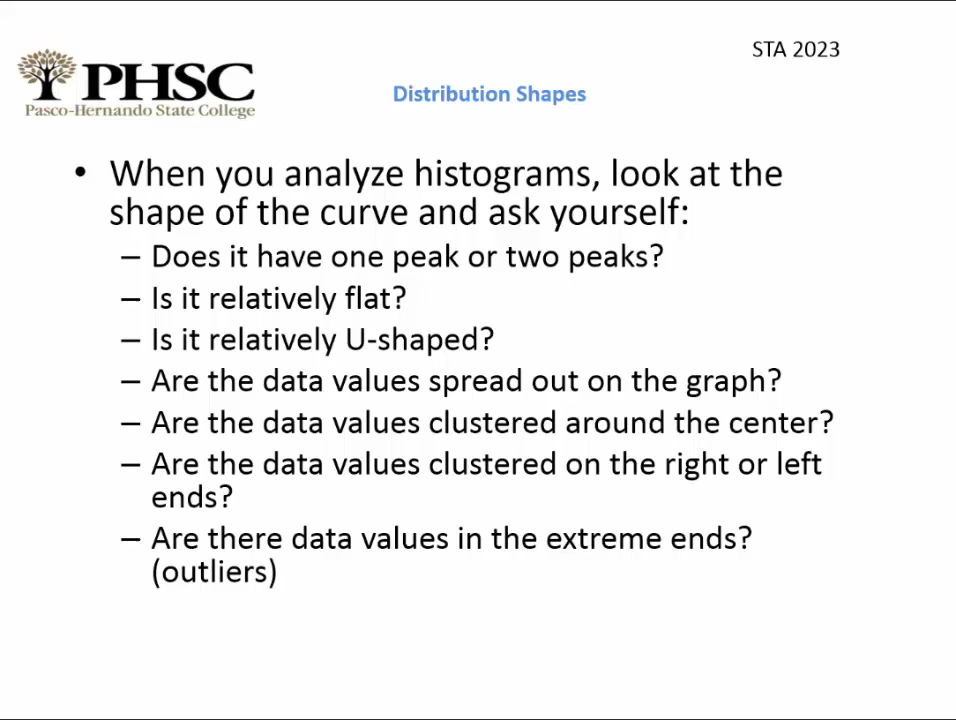 STA 2023
PHSC
Pasco-Hernando State College
Distribution Shapes
• When you analyze histograms, look at the
shape of the curve and ask yourself:
– Does it have one peak or two peaks?
– Is it relatively flat?
– Is it relatively U-shaped?
– Are the data values spread out on the graph?
– Are the data values clustered around the center?
– Are the data values clustered on the right or left
ends?
– Are there data values in the extreme ends?
(outliers)